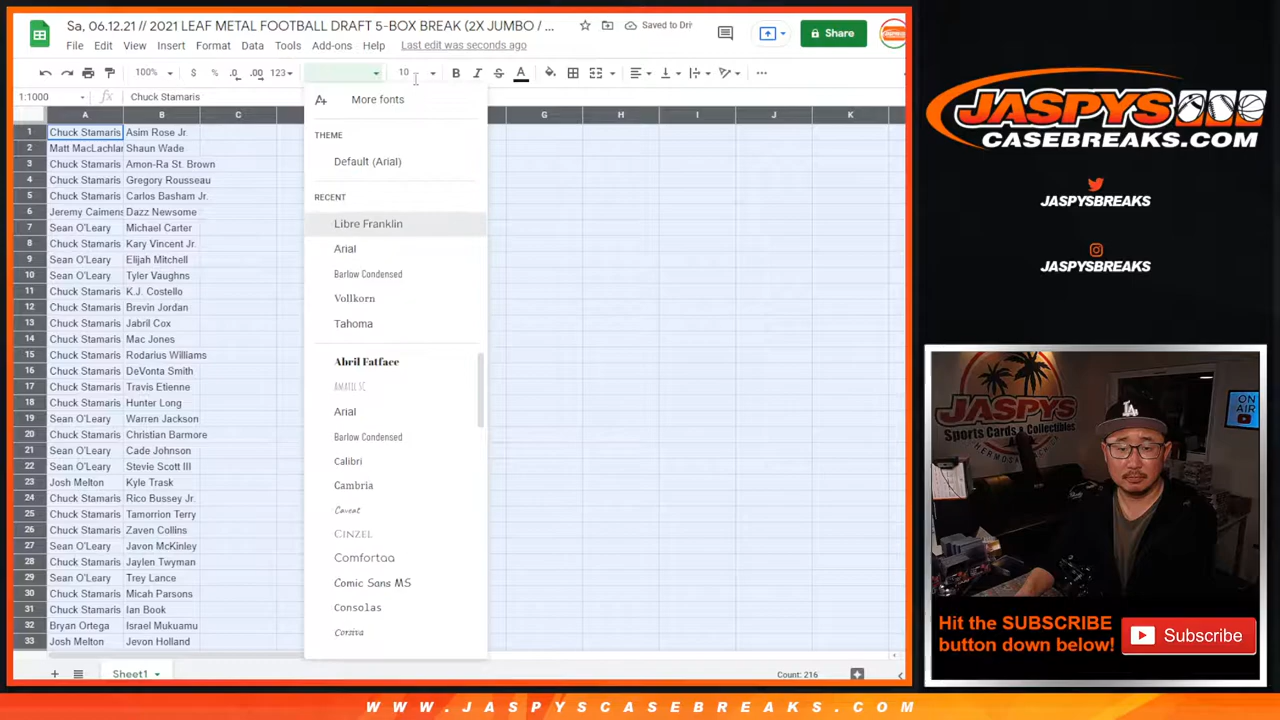 Sa, 06.12.21 // 2021 LEAF METAL FOOTBALL DRAFT 5-BOX BREAK (2X JUMBO / ...
Saved to Dri
Share
File Edit View Insert Format Data Tools Add-ons Help Last edit was seconds ago
100% $ % .0 .00 123 10 B I S A
1:1000 fx Chuck Stamaris
A B C G H I J K
1 Chuck Stamaris Asim Rose Jr.
2 Matt MacLachlan Shaun Wade
3 Chuck Stamaris Amon-Ra St. Brown
4 Chuck Stamaris Gregory Rousseau
5 Chuck Stamaris Carlos Basham Jr.
6 Jeremy Caimens Dazz Newsome
7 Sean O'Leary Michael Carter
8 Chuck Stamaris Kary Vincent Jr.
9 Sean O'Leary Elijah Mitchell
10 Sean O'Leary Tyler Vaughns
11 Chuck Stamaris K.J. Costello
12 Chuck Stamaris Brevin Jordan
13 Chuck Stamaris Jabril Cox
14 Chuck Stamaris Mac Jones
15 Chuck Stamaris Rodarius Williams
16 Chuck Stamaris DeVonta Smith
17 Chuck Stamaris Travis Etienne
18 Chuck Stamaris Hunter Long
19 Sean O'Leary Warren Jackson
20 Chuck Stamaris Christian Barmore
21 Sean O'Leary Cade Johnson
22 Sean O'Leary Stevie Scott III
23 Josh Melton Kyle Trask
24 Chuck Stamaris Rico Bussey Jr.
25 Chuck Stamaris Tamorrion Terry
26 Chuck Stamaris Zaven Collins
27 Sean O'Leary Javon McKinley
28 Chuck Stamaris Jaylen Twyman
29 Sean O'Leary Trey Lance
30 Chuck Stamaris Micah Parsons
31 Chuck Stamaris Ian Book
32 Bryan Ortega Israel Mukuamu
33 Josh Melton Jevon Holland
More fonts
THEME
Default (Arial)
RECENT
Libre Franklin
Arial
Barlow Condensed
Vollkorn
Tahoma
Abril Fatface
AMATIC SC
Arial
Barlow Condensed
Calibri
Cambria
Caveat
CINZEL
Comfortaa
Comic Sans MS
Consolas
Corsiva
Sheet1
Count: 216
JASPYS
CASEBREAKS.COM
JASPYSBREAKS
JASPYSBREAKS
JASPYS
Sports Cards & Collectibles
HERMOSA
ON
AIR
LA
Hit the SUBSCRIBE
button down below!
Subscribe
WWW.JASPYSCASEBREAKS.COM